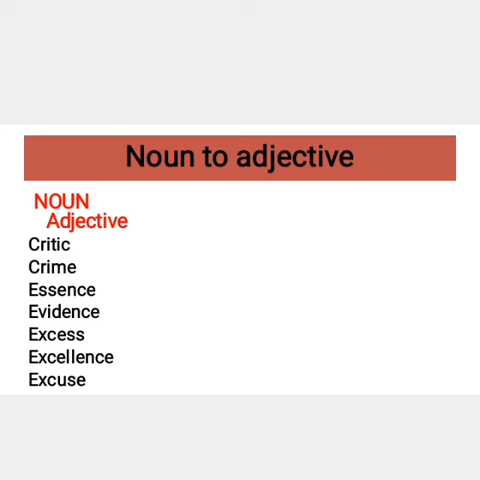 Noun to adjective
NOUN
Adjective
Critic
Crime
Essence
Evidence
Excess
Excellence
Excuse